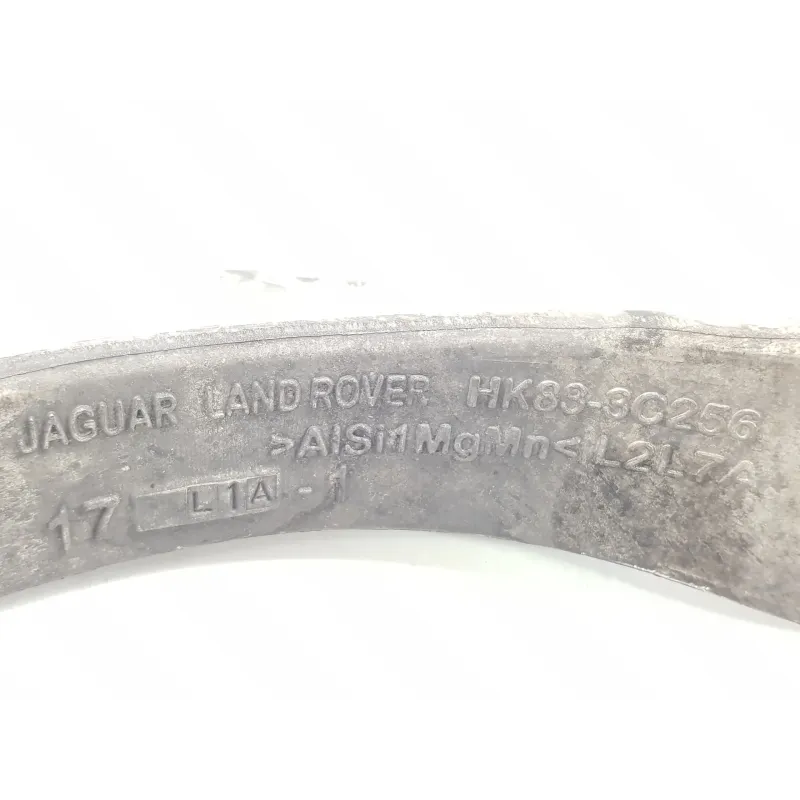 JAGUAR LAND ROVER HK83-3C256
>AlSi1MgMn< L2L7A
17 L1A -1